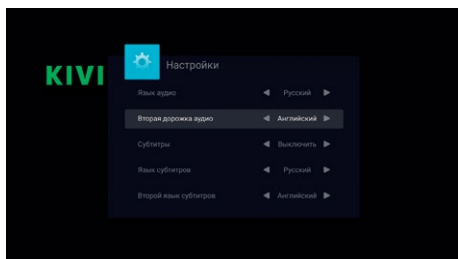 KIVI
Настройки
Язык аудио Русский
Вторая дорожка аудио Английский
Субтитры Выключить
Язык субтитров Русский
Второй язык субтитров Английский